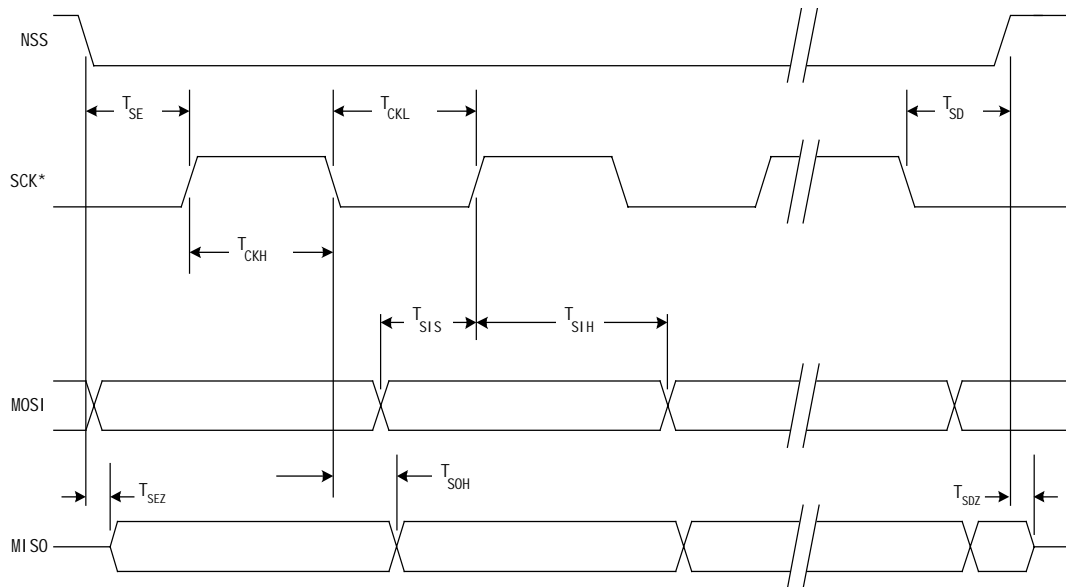 NSS
T_SE
T_CKL
T_SD
SCK*
T_CKH
T_SIS
T_SIH
MOSI
T_SOH
T_SEZ
T_SDZ
MISO